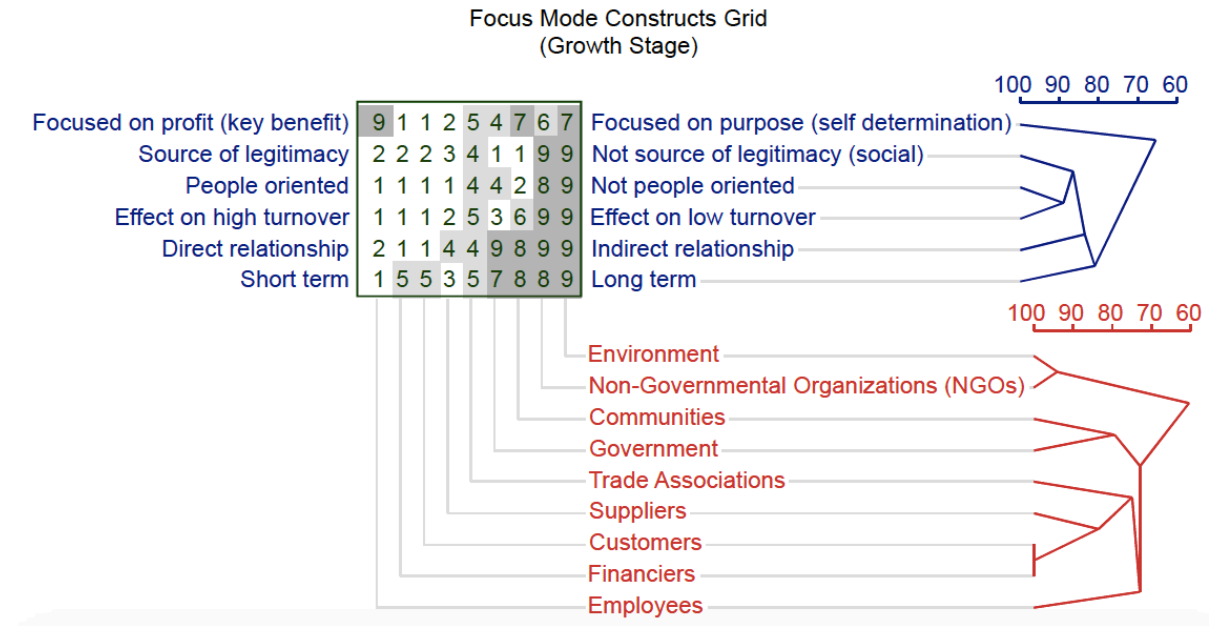 Focus Mode Constructs Grid
(Growth Stage)
100 90 80 70 60
Focused on profit (key benefit) 9 1 1 2 5 4 7 6 7 Focused on purpose (self determination)
Source of legitimacy 2 2 2 3 4 1 1 9 9 Not source of legitimacy (social)
People oriented 1 1 1 1 4 4 2 8 9 Not people oriented
Effect on high turnover 1 1 1 2 5 3 6 9 9 Effect on low turnover
Direct relationship 2 1 1 4 4 9 8 9 9 Indirect relationship
Short term 1 5 5 3 5 7 8 8 9 Long term
100 90 80 70 60
Environment
Non-Governmental Organizations (NGOs)
Communities
Government
Trade Associations
Suppliers
Customers
Financiers
Employees